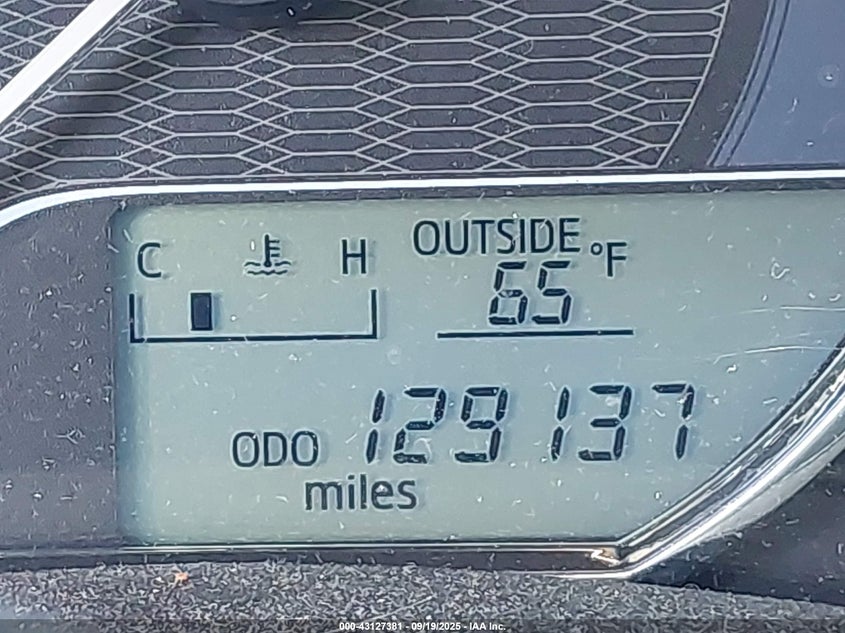 OUTSIDE °F
C H
65
ODO 129137
miles
000-43127381 - 09/19/2025 - IAA Inc.